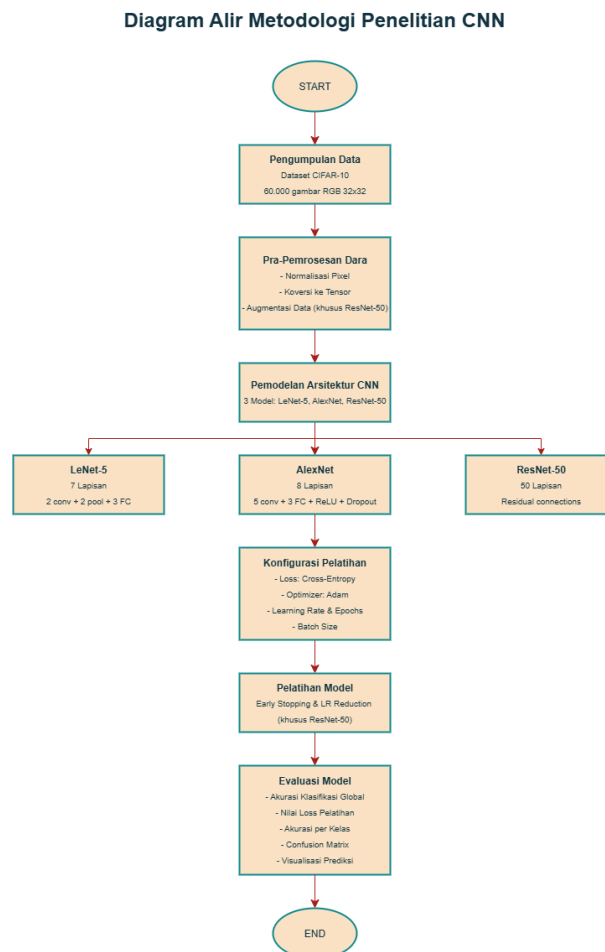 Diagram Alir Metodologi Penelitian CNN
START
Pengumpulan Data
Dataset CIFAR-10
60.000 gambar RGB 32x32
Pra-Pemrosesan Dara
- Normalisasi Pixel
- Koversi ke Tensor
- Augmentasi Data (khusus ResNet-50)
Pemodelan Arsitektur CNN
3 Model: LeNet-5, AlexNet, ResNet-50
LeNet-5
7 Lapisan
2 conv + 2 pool + 3 FC
AlexNet
8 Lapisan
5 conv + 3 FC + ReLU + Dropout
ResNet-50
50 Lapisan
Residual connections
Konfigurasi Pelatihan
- Loss: Cross-Entropy
- Optimizer: Adam
- Learning Rate & Epochs
- Batch Size
Pelatihan Model
Early Stopping & LR Reduction
(khusus ResNet-50)
Evaluasi Model
- Akurasi Klasifikasi Global
- Nilai Loss Pelatihan
- Akurasi per Kelas
- Confusion Matrix
- Visualisasi Prediksi
END